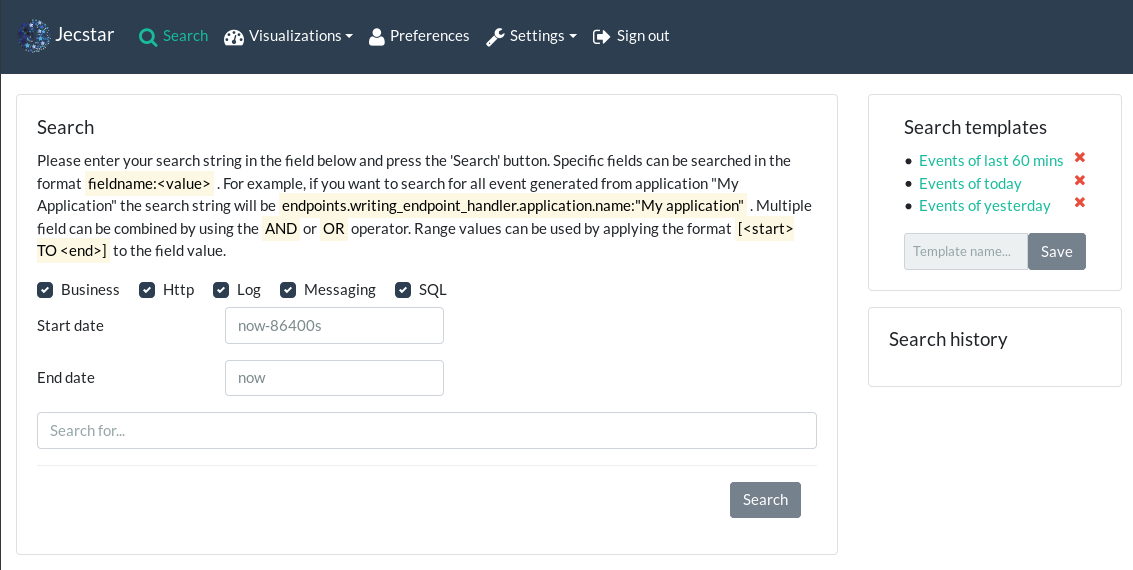 Jecstar Search Visualizations Preferences Settings Sign out
Search
Please enter your search string in the field below and press the 'Search' button. Specific fields can be searched in the
format fieldname:<value> . For example, if you want to search for all event generated from application "My
Application" the search string will be endpoints.writing_endpoint_handler.application.name:"My application" . Multiple
field can be combined by using the AND or OR operator. Range values can be used by applying the format [<start>
TO <end>] to the field value.
Business Http Log Messaging SQL
Start date now-86400s
End date now
Search for...
Search
Search templates
Events of last 60 mins
Events of today
Events of yesterday
Template name... Save
Search history